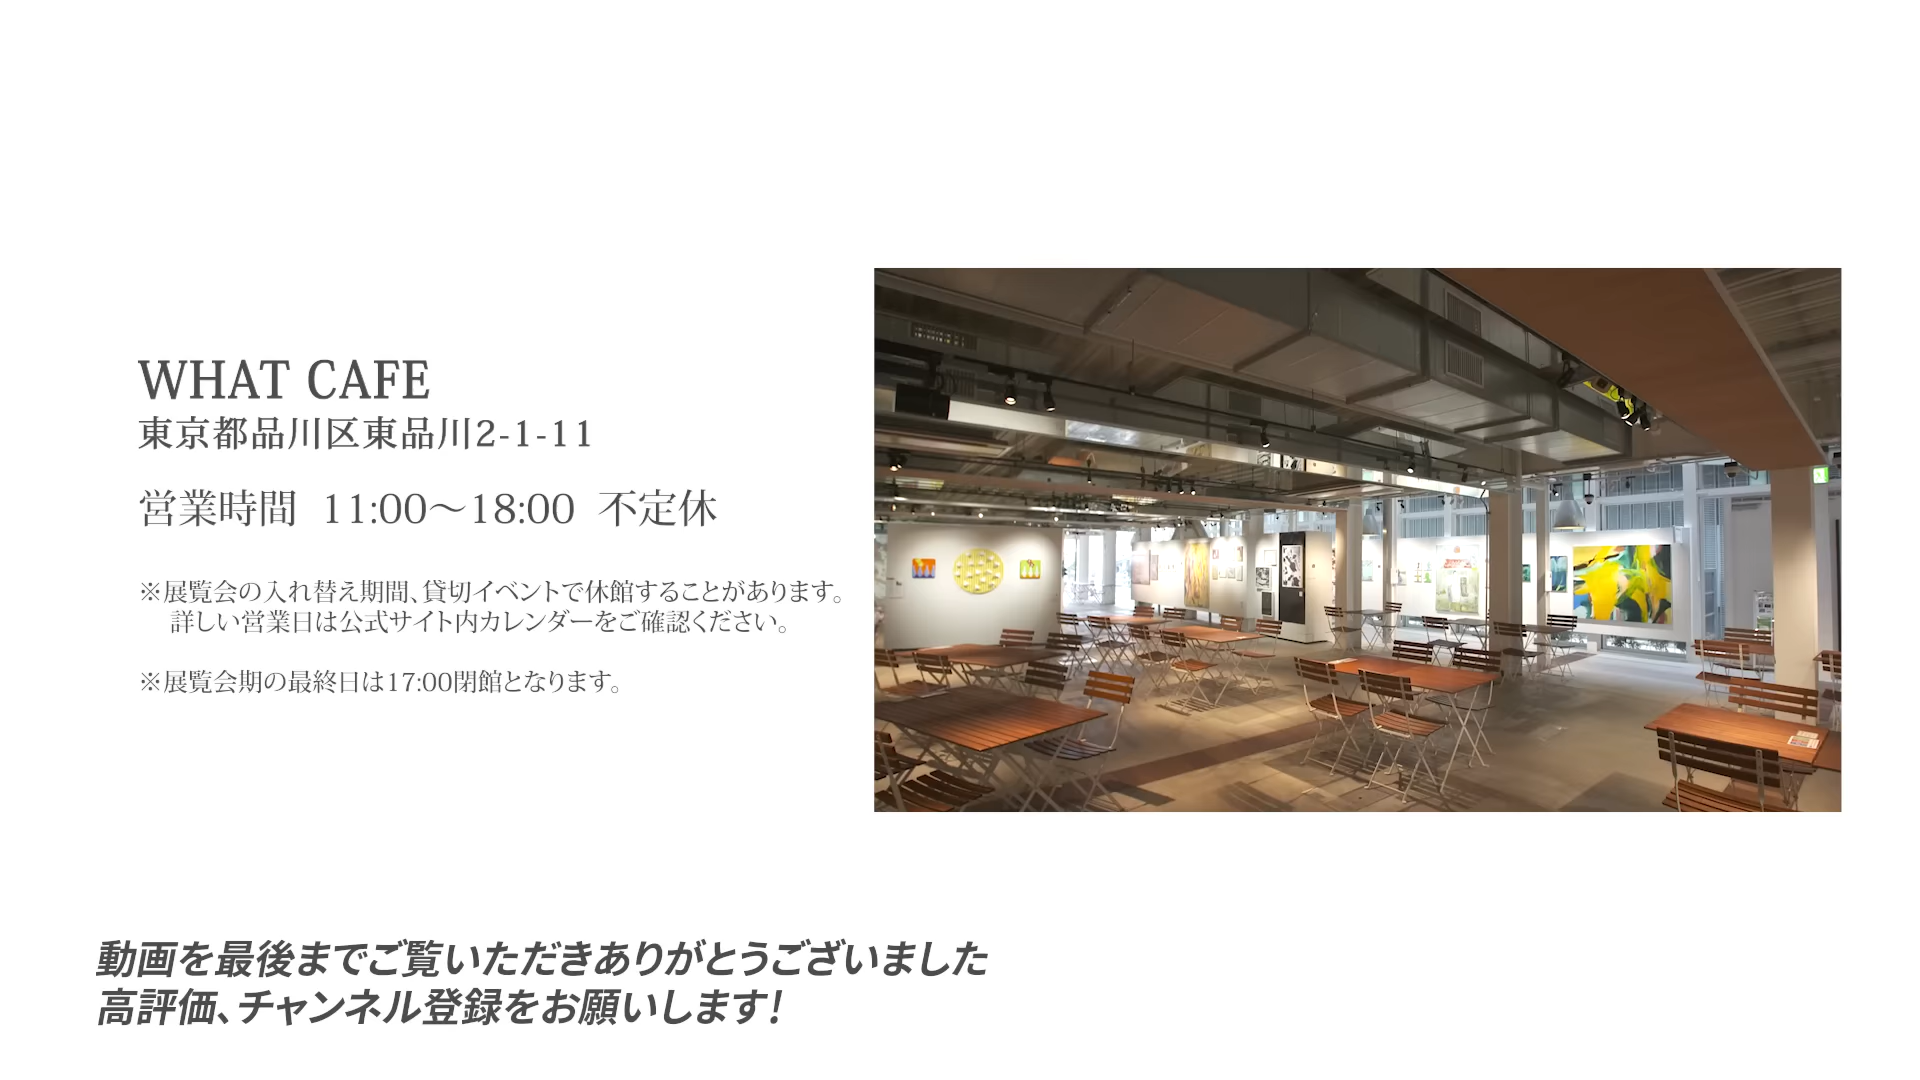 WHAT CAFE
東京都品川区東品川2-1-11
営業時間 11:00〜18:00 不定休
※展覧会の入れ替え期間、貸切イベントで休館することがあります。
詳しい営業日は公式サイト内カレンダーをご確認ください。
※展覧会期の最終日は17:00閉館となります。
動画を最後までご覧いただきありがとうございました
高評価、チャンネル登録をお願いします!